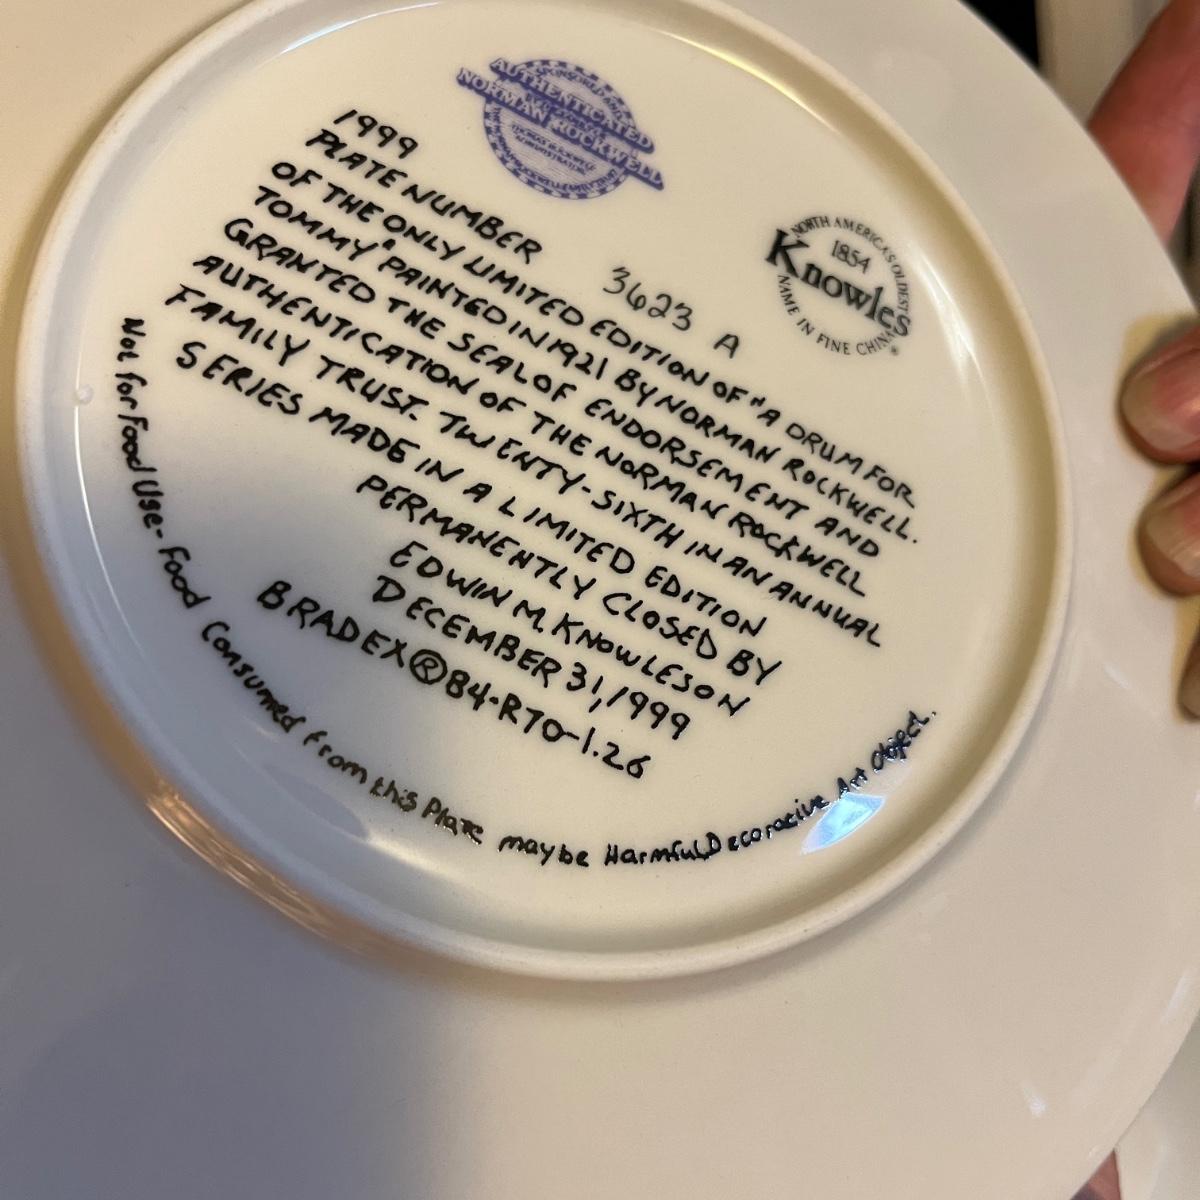 AUTHENTICATED
NORMAN ROCKWELL
NORTH AMERICA'S OLDEST
1854
Knowles
NAME IN FINE CHINA
1999
PLATE NUMBER 3623 A
OF THE ONLY LIMITED EDITION OF "A DRUM FOR
TOMMY" PAINTED IN 1921 BY NORMAN ROCKWELL.
GRANTED THE SEAL OF ENDORSEMENT AND
AUTHENTICATION OF THE NORMAN ROCKWELL
FAMILY TRUST. TWENTY-SIXTH IN AN ANNUAL
SERIES MADE IN A LIMITED EDITION
PERMANENTLY CLOSED BY
EDWIN M. KNOWLES ON
DECEMBER 31, 1999
BRADEX® 84-R70-1.26
Not for Food Use- Food Consumed from this Plate may be Harmful. Decorative Art Object.